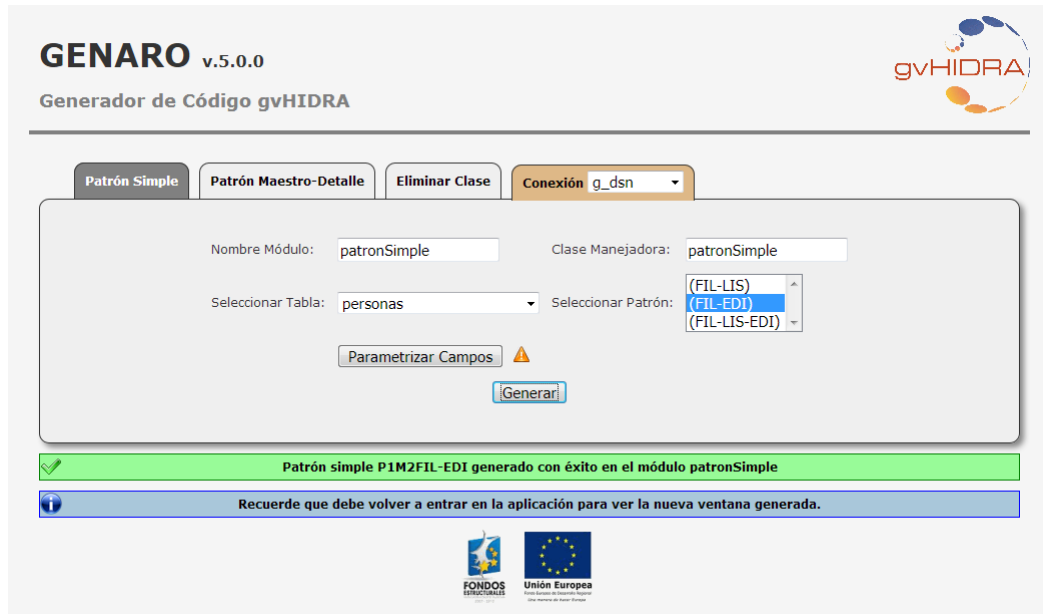 GENARO v.5.0.0
gvHIDRA
Generador de Código gvHIDRA
Patrón Simple
Patrón Maestro-Detalle
Eliminar Clase
Conexión g_dsn
Nombre Módulo: patronSimple
Clase Manejadora: patronSimple
Seleccionar Tabla: personas
Seleccionar Patrón:
(FIL-LIS)
(FIL-EDI)
(FIL-LIS-EDI)
Parametrizar Campos
Generar
Patrón simple P1M2FIL-EDI generado con éxito en el módulo patronSimple
Recuerde que debe volver a entrar en la aplicación para ver la nueva ventana generada.
FONDOS
ESTRUCTURALES
Unión Europea